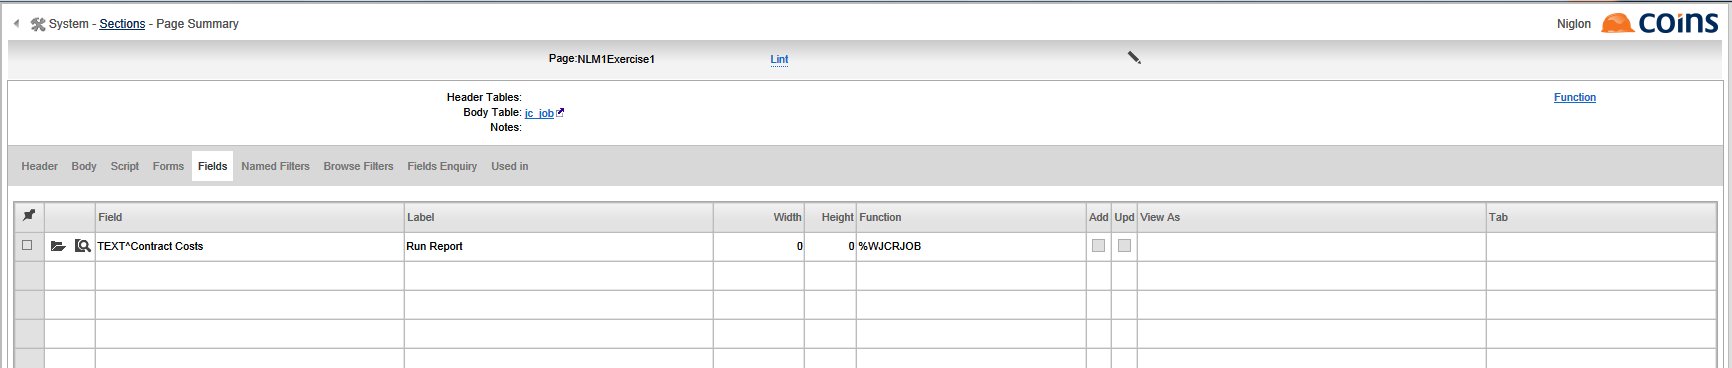 System - Sections - Page Summary
Niglon
coins
Page:NLM1Exercise1
Lint
Header Tables:
Function
Body Table: jc_job
Notes:
Header Body Script Forms Fields Named Filters Browse Filters Fields Enquiry Used in
Field Label Width Height Function Add Upd View As Tab
TEXT^Contract Costs Run Report 0 0 %WJCRJOB